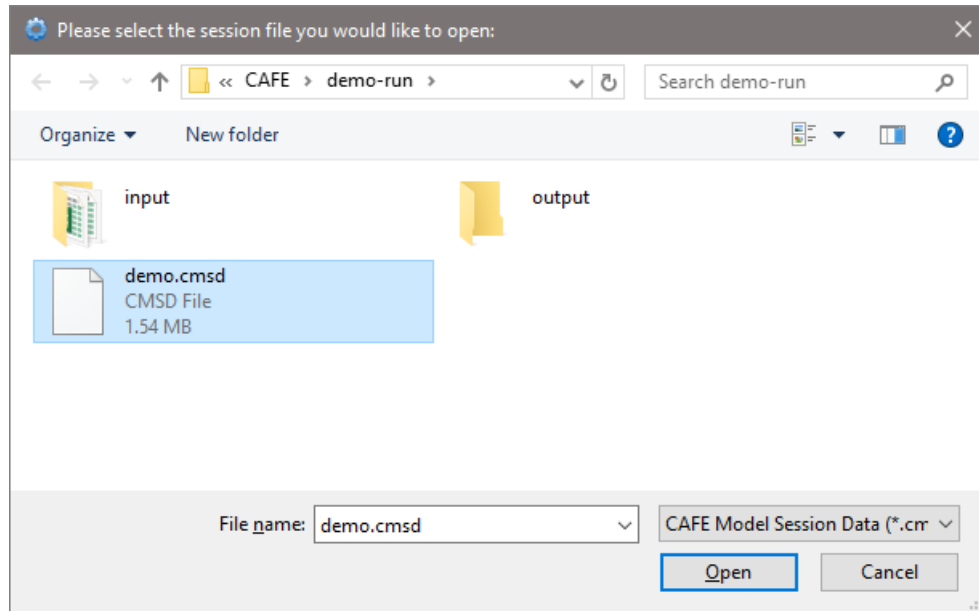 Please select the session file you would like to open:
« CAFE > demo-run >
Search demo-run
Organize
New folder
?
input
output
demo.cmsd
CMSD File
1.54 MB
File name:
demo.cmsd
CAFE Model Session Data (*.cm
Open
Cancel